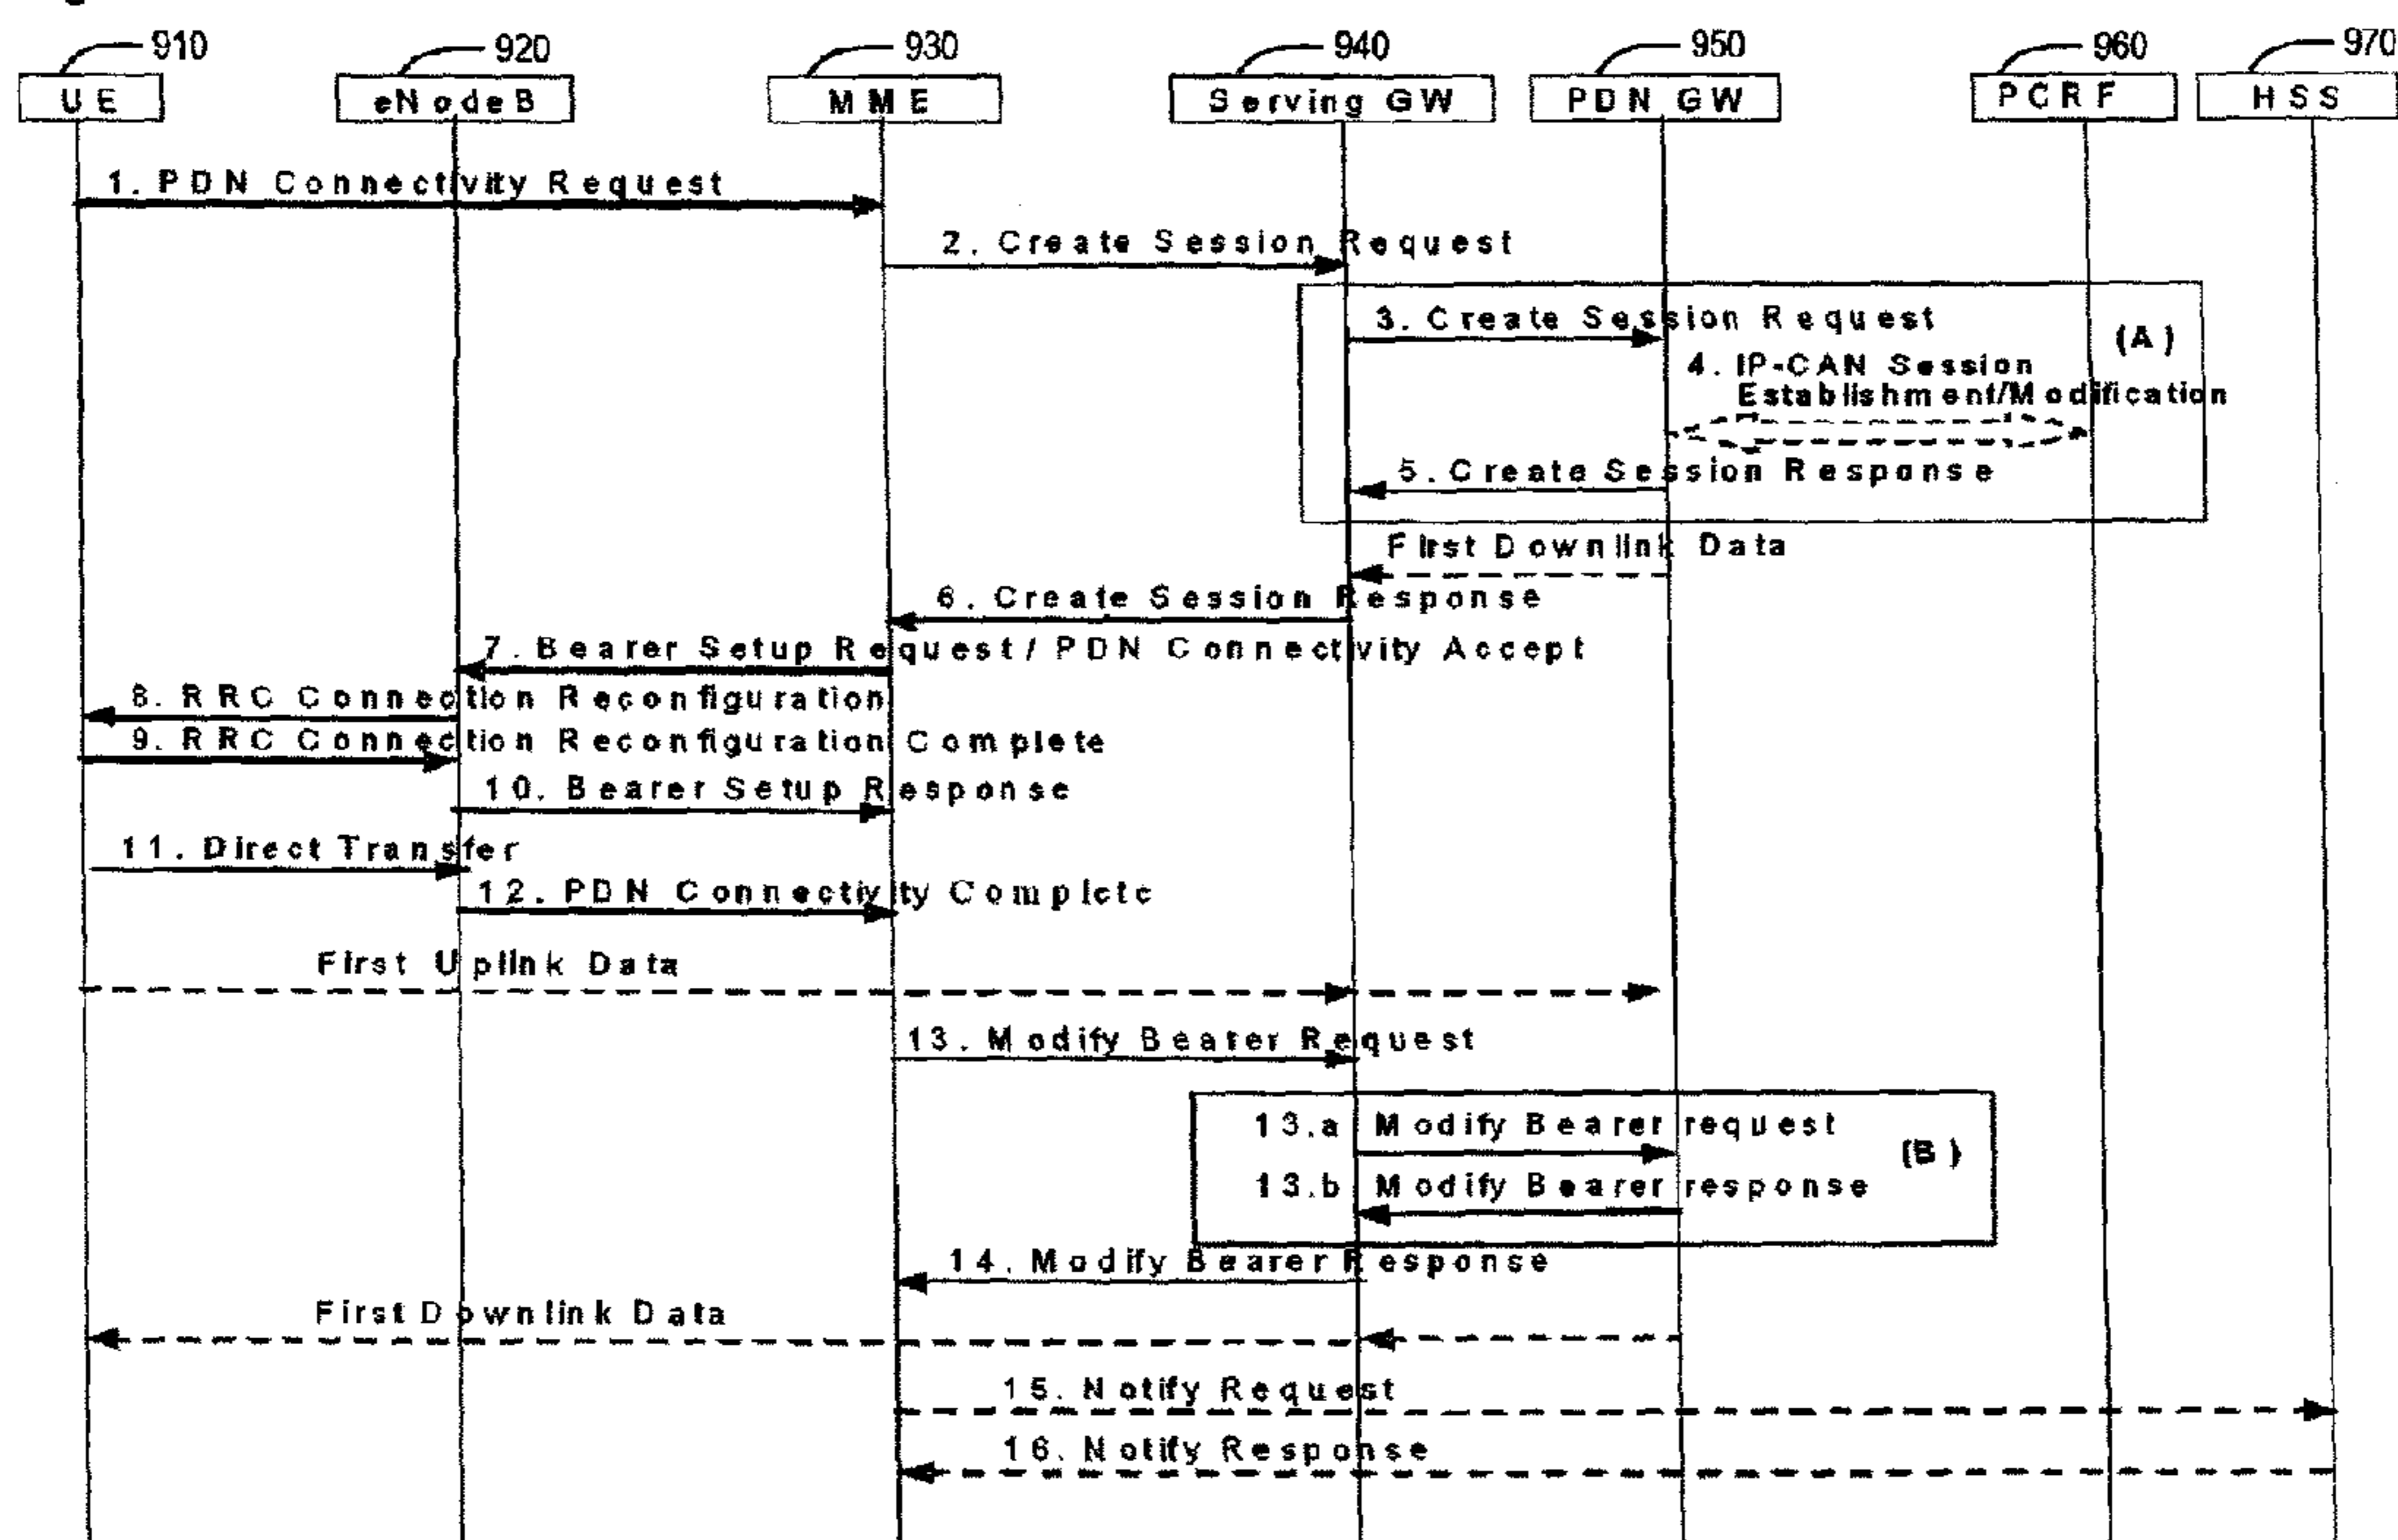 910 920 930 940 950 960 970
UE eNodeB MME Serving GW PDN GW PCRF HSS
1. PDN Connectivity Request
2. Create Session Request
3. Create Session Request
(A)
4. IP-CAN Session
Establishment/Modification
5. Create Session Response
First Downlink Data
6. Create Session Response
7. Bearer Setup Request / PDN Connectivity Accept
8. RRC Connection Reconfiguration
9. RRC Connection Reconfiguration Complete
10. Bearer Setup Response
11. Direct Transfer
12. PDN Connectivity Complete
First Uplink Data
13. Modify Bearer Request
13.a Modify Bearer request
(B)
13.b Modify Bearer response
14. Modify Bearer Response
First Downlink Data
15. Notify Request
16. Notify Response